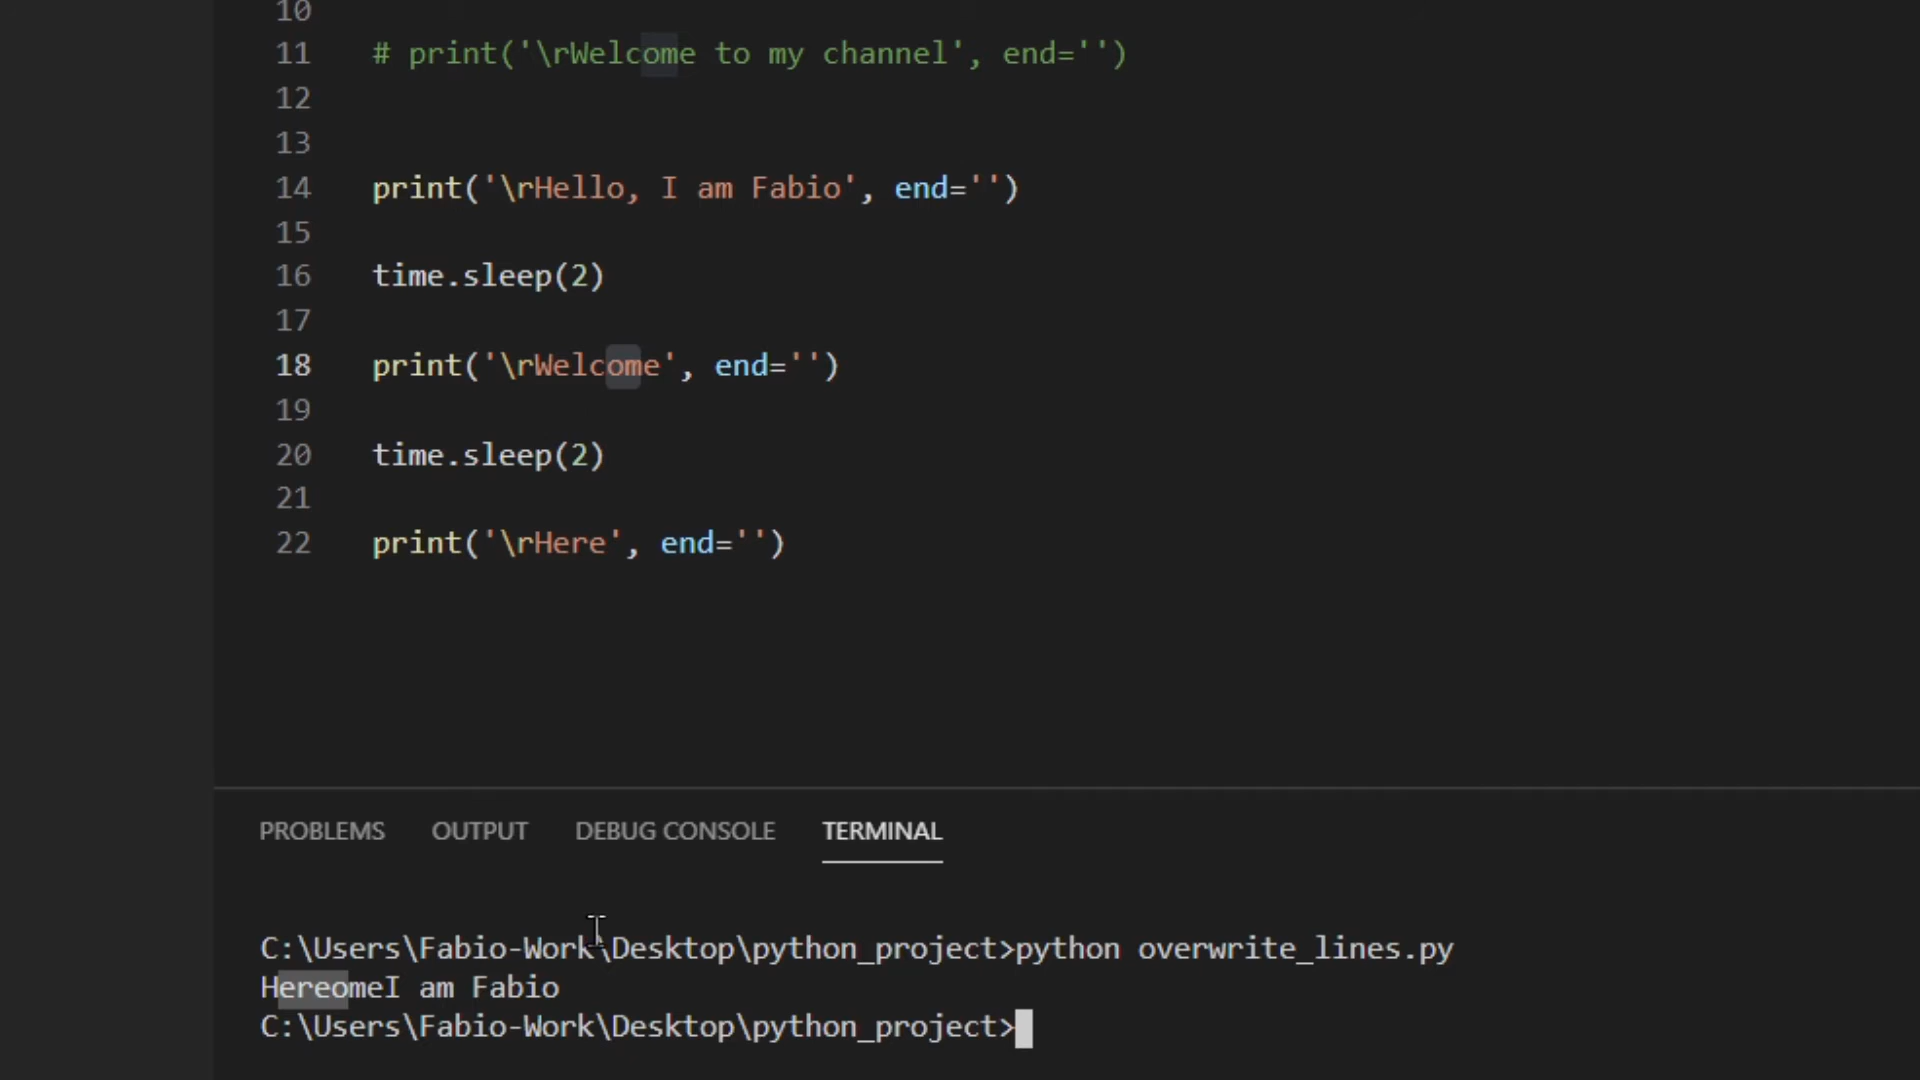 10
11 # print('\rWelcome to my channel', end='')
12
13
14 print('\rHello, I am Fabio', end='')
15
16 time.sleep(2)
17
18 print('\rWelcome', end='')
19
20 time.sleep(2)
21
22 print('\rHere', end='')
PROBLEMS OUTPUT DEBUG CONSOLE TERMINAL
C:\Users\Fabio-Work\Desktop\python_project>python overwrite_lines.py
HereomeI am Fabio
C:\Users\Fabio-Work\Desktop\python_project>